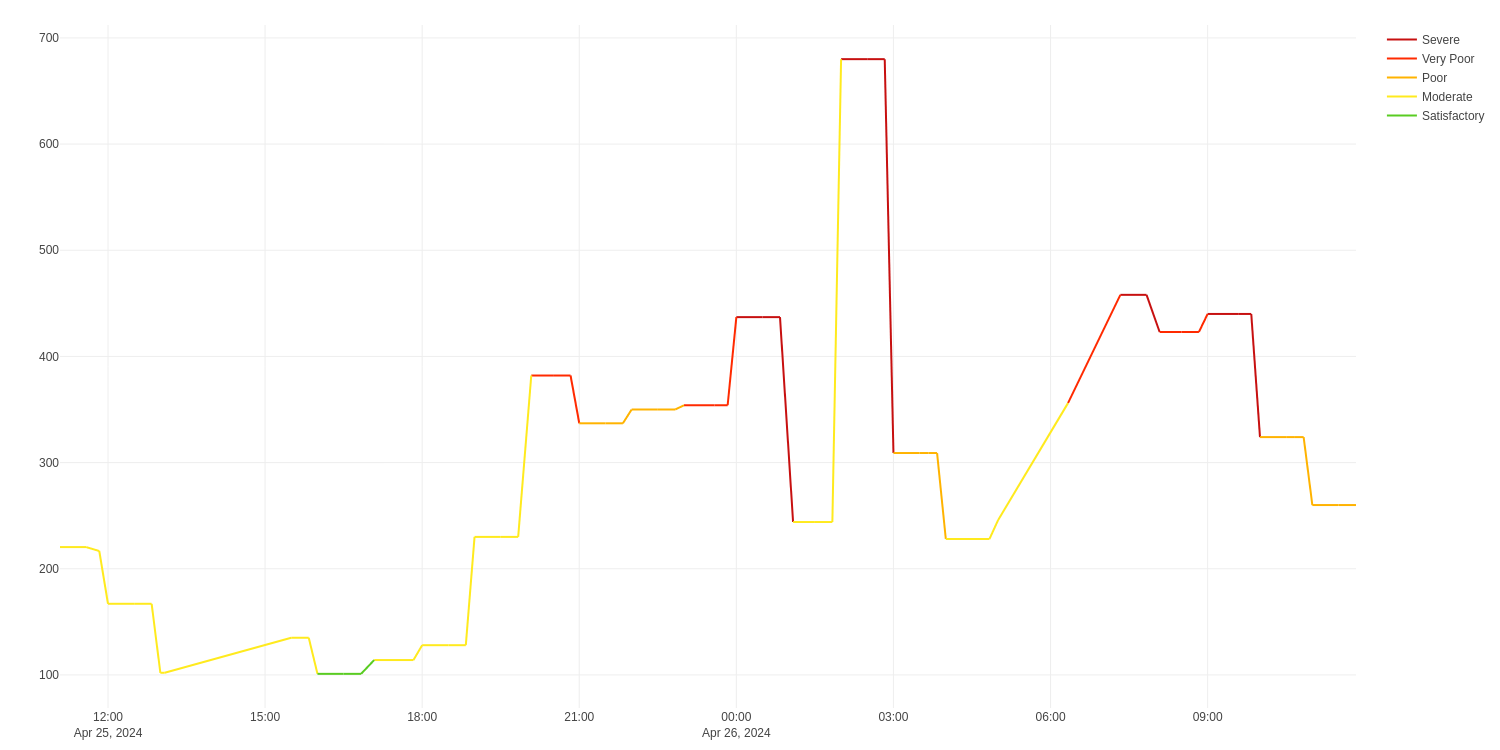 700
600
500
400
300
200
100
12:00
15:00
18:00
21:00
00:00
03:00
06:00
09:00
Apr 25, 2024
Apr 26, 2024
Severe
Very Poor
Poor
Moderate
Satisfactory